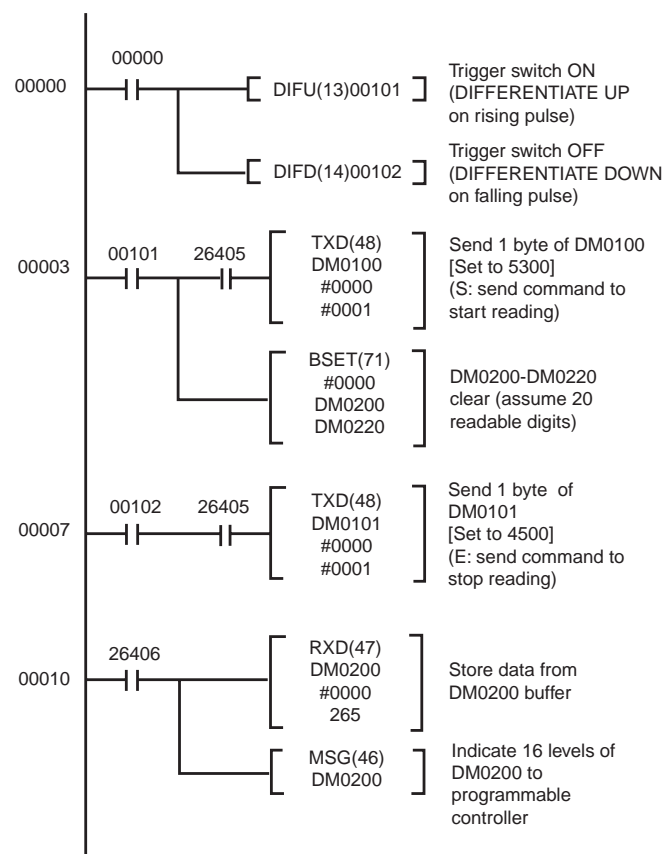 00000
00000
DIFU(13)00101
Trigger switch ON
(DIFFERENTIATE UP
on rising pulse)
DIFD(14)00102
Trigger switch OFF
(DIFFERENTIATE DOWN
on falling pulse)
00003
00101
26405
TXD(48)
DM0100
#0000
#0001
Send 1 byte of DM0100
[Set to 5300]
(S: send command to
start reading)
BSET(71)
#0000
DM0200
DM0220
DM0200-DM0220
clear (assume 20
readable digits)
00007
00102
26405
TXD(48)
DM0101
#0000
#0001
Send 1 byte of
DM0101
[Set to 4500]
(E: send command to
stop reading)
00010
26406
RXD(47)
DM0200
#0000
265
Store data from
DM0200 buffer
MSG(46)
DM0200
Indicate 16 levels of
DM0200 to
programmable
controller